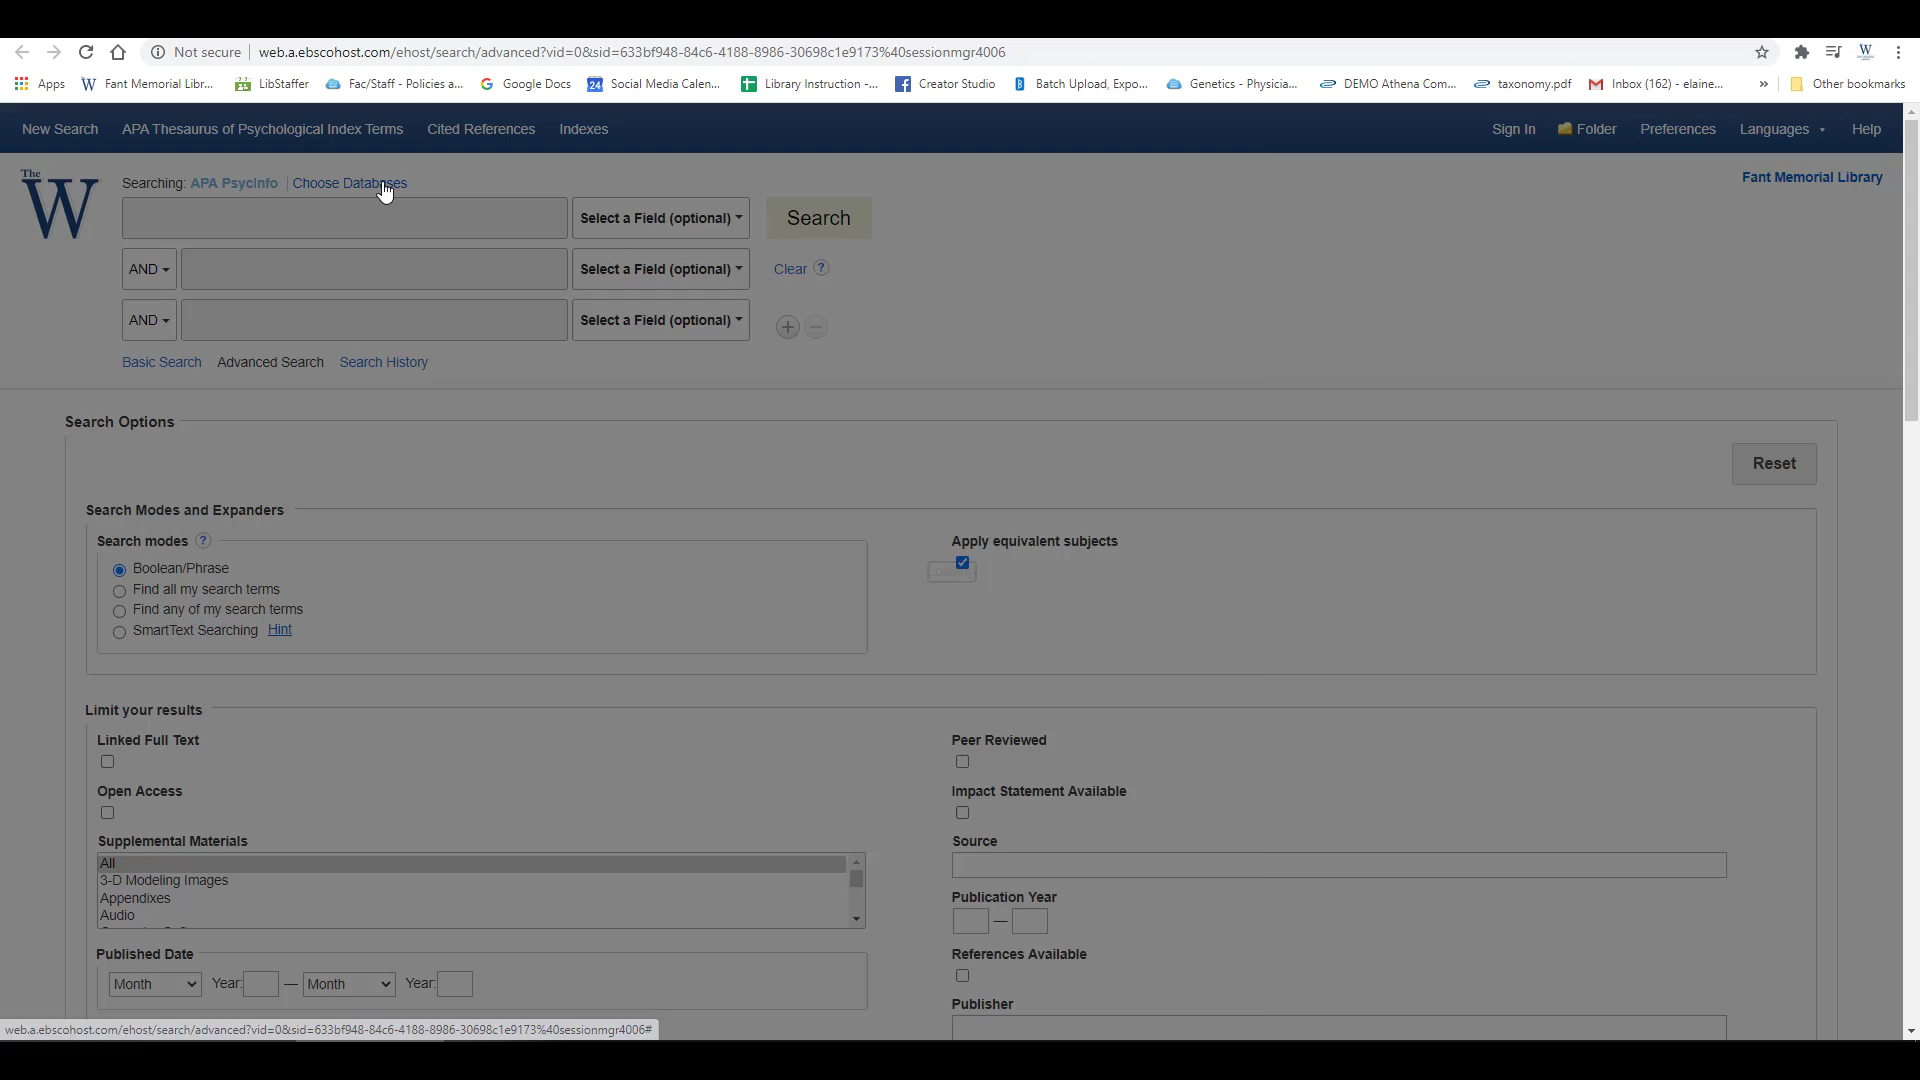 Not secure web.a.ebscohost.com/ehost/search/advanced?vid=0&sid=633bf948-84c6-4188-8986-30698c1e9173%40sessionmgr4006
Apps Fant Memorial Libr... LibStaffer Fac/Staff - Policies a... Google Docs 24 Social Media Calen... Library Instruction -... Creator Studio Batch Upload, Expo... Genetics - Physicia... DEMO Athena Com... taxonomy.pdf Inbox (162) - elaine... » Other bookmarks
New Search APA Thesaurus of Psychological Index Terms Cited References Indexes Sign In Folder Preferences Languages Help
The W
Searching: APA PsycInfo Choose Databases Fant Memorial Library
Select a Field (optional) Search
AND Select a Field (optional) Clear ?
AND Select a Field (optional)
Basic Search Advanced Search Search History
Search Options
Reset
Search Modes and Expanders
Search modes ? Apply equivalent subjects
Boolean/Phrase
Find all my search terms
Find any of my search terms
SmartText Searching Hint
Limit your results
Linked Full Text Peer Reviewed
Open Access Impact Statement Available
Supplemental Materials Source
All
3-D Modeling Images
Appendixes Publication Year
Audio —
Published Date References Available
Month Year: — Month Year:
Publisher
web.a.ebscohost.com/ehost/search/advanced?vid=0&sid=633bf948-84c6-4188-8986-30698c1e9173%40sessionmgr4006#